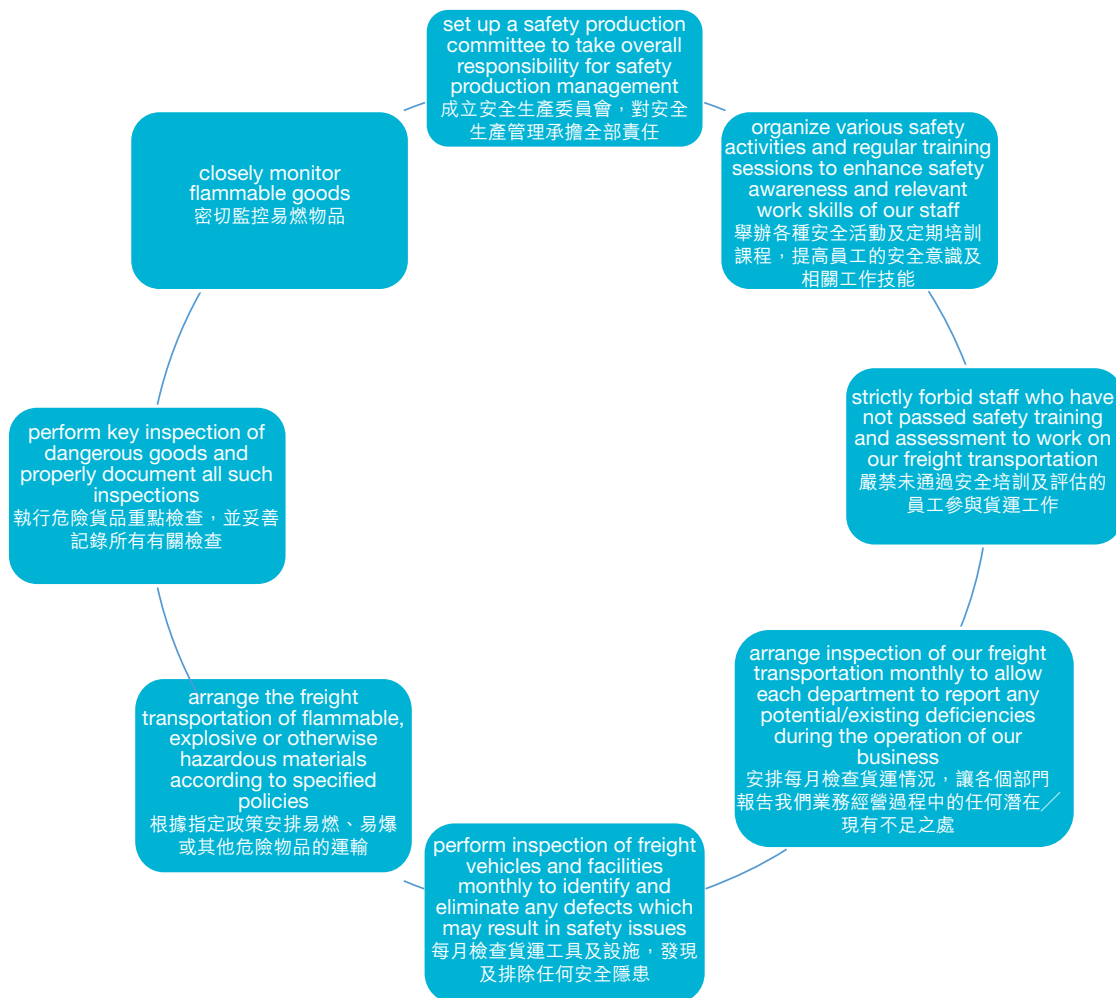 set up a safety production
committee to take overall
responsibility for safety
production management
成立安全生產委員會，對安全
生產管理承擔全部責任
organize various safety
activities and regular training
sessions to enhance safety
awareness and relevant
work skills of our staff
舉辦各種安全活動及定期培訓
課程，提高員工的安全意識及
相關工作技能
strictly forbid staff who have
not passed safety training
and assessment to work on
our freight transportation
嚴禁未通過安全培訓及評估的
員工參與貨運工作
arrange inspection of our freight
transportation monthly to allow
each department to report any
potential/existing deficiencies
during the operation of our
business
安排每月檢查貨運情況，讓各個部門
報告我們業務經營過程中的任何潛在╱
現有不足之處
perform inspection of freight
vehicles and facilities
monthly to identify and
eliminate any defects which
may result in safety issues
每月檢查貨運工具及設施，發現
及排除任何安全隱患
arrange the freight
transportation of flammable,
explosive or otherwise
hazardous materials
according to specified
policies
根據指定政策安排易燃、易爆
或其他危險物品的運輸
perform key inspection of
dangerous goods and
properly document all such
inspections
執行危險貨品重點檢查，並妥善
記錄所有有關檢查
closely monitor
flammable goods
密切監控易燃物品